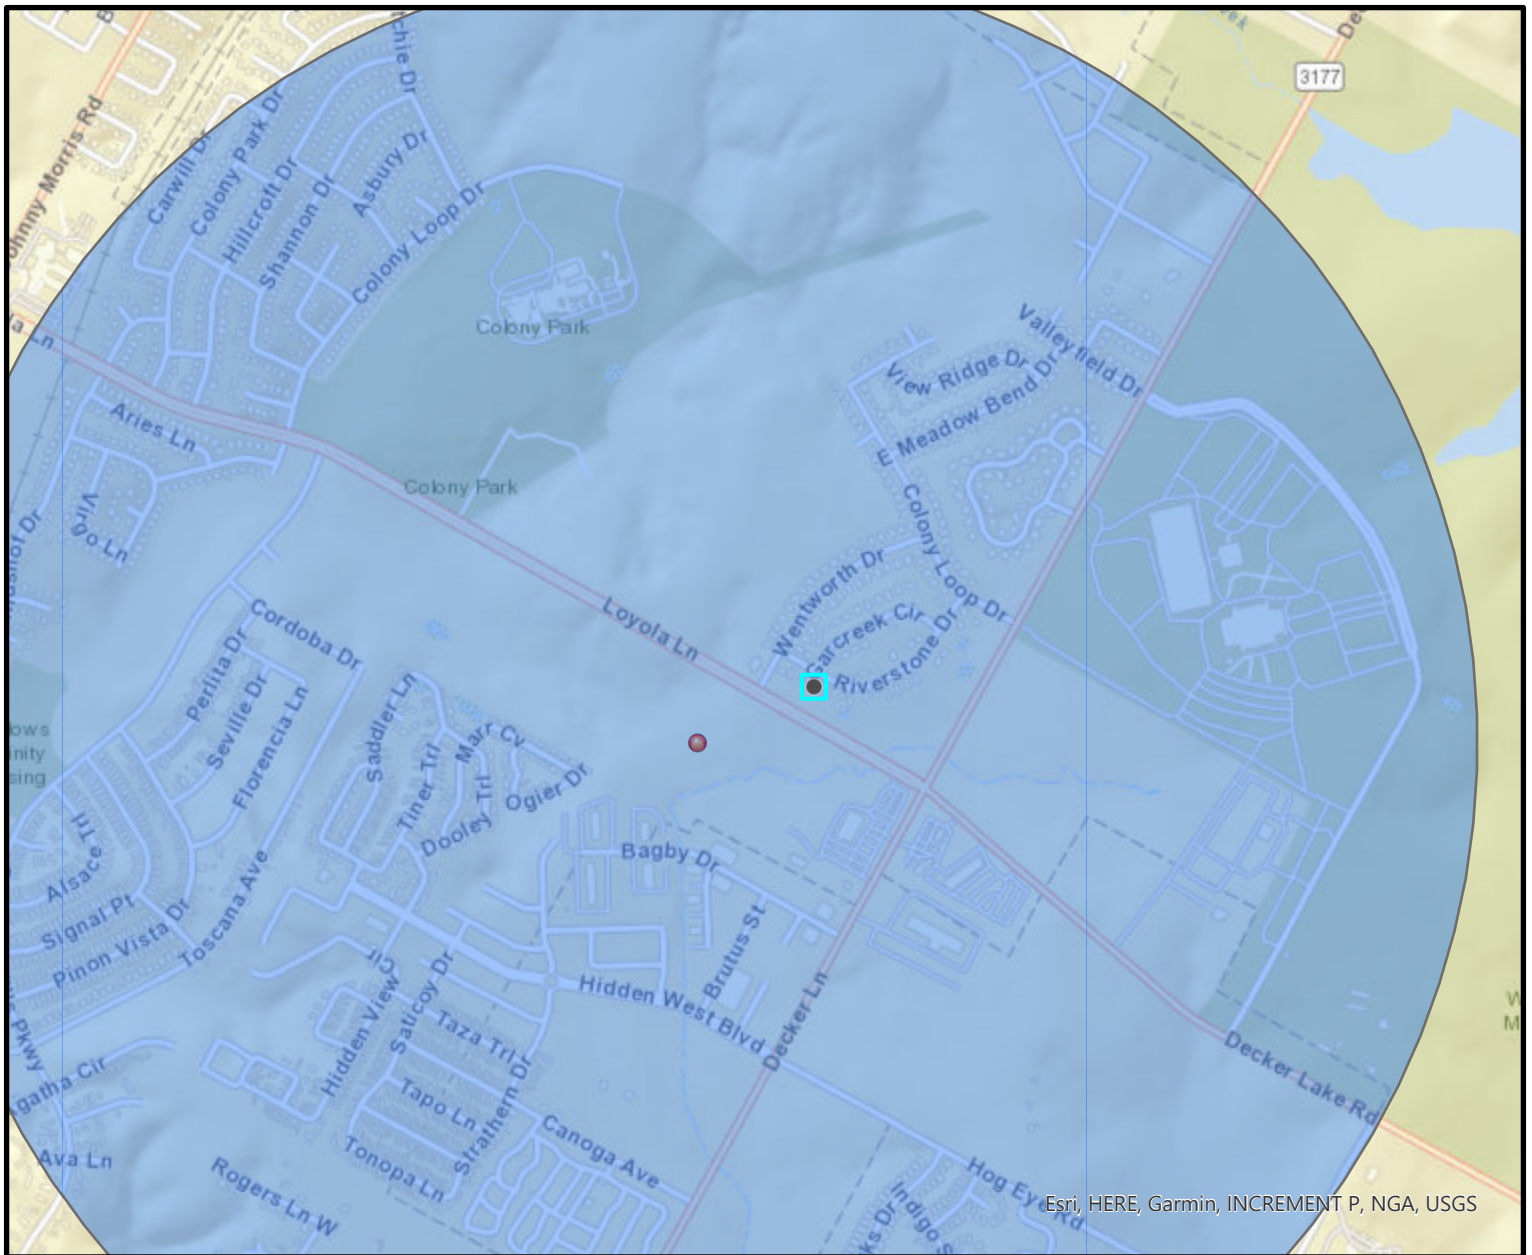 3177
Johnny Morris Rd
Carwill Dr
Colony Park Dr
Hillcroft Dr
Shannon Dr
Asbury Dr
Colony Loop Dr
Colony Park
Valleyfield Dr
View Ridge Dr
E Meadow Bend Dr
Aries Ln
Virgo Ln
Colony Park
Colony Loop Dr
Wentworth Dr
Garcreek Cir
Riverstone Dr
Loyola Ln
Cordoba Dr
Perlita Dr
Seville Dr
Florencia Ln
Saddler Ln
Tiner Trl
Marr Cv
Trl
Dooley
Ogier Dr
Bagby Dr
Brutus St
Alsace Trl
Signal Pt
Pinon Vista Dr
Toscana Ave
Hidden View Cir
Saticoy Dr
Hidden West Blvd
Decker Ln
Taza Trl
Tapo Ln
Tonopa Ln
Strathern Dr
Canoga Ave
Agatha Cir
Pkwy
Ava Ln
Rogers Ln W
Decker Lake Rd
Hog Eye Rd
Indigo
Esri, HERE, Garmin, INCREMENT P, NGA, USGS